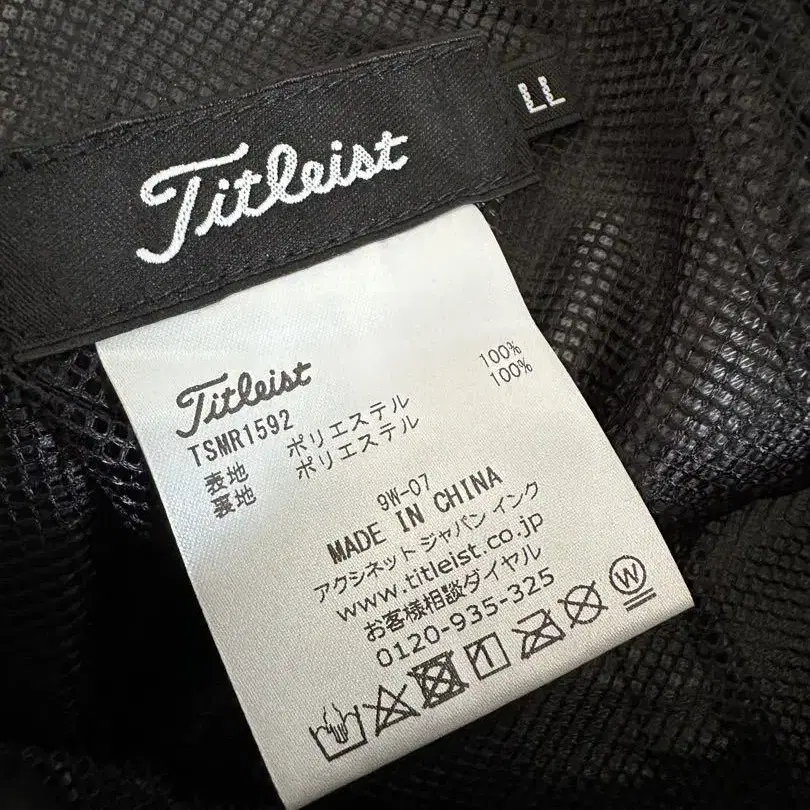 Titleist
LL
Titleist
TSMR1592
表地 ポリエステル 100%
裏地 ポリエステル 100%
9W-07
MADE IN CHINA
アクシネット ジャパン インク
www.titleist.co.jp
お客様相談ダイヤル
0120-935-325
W